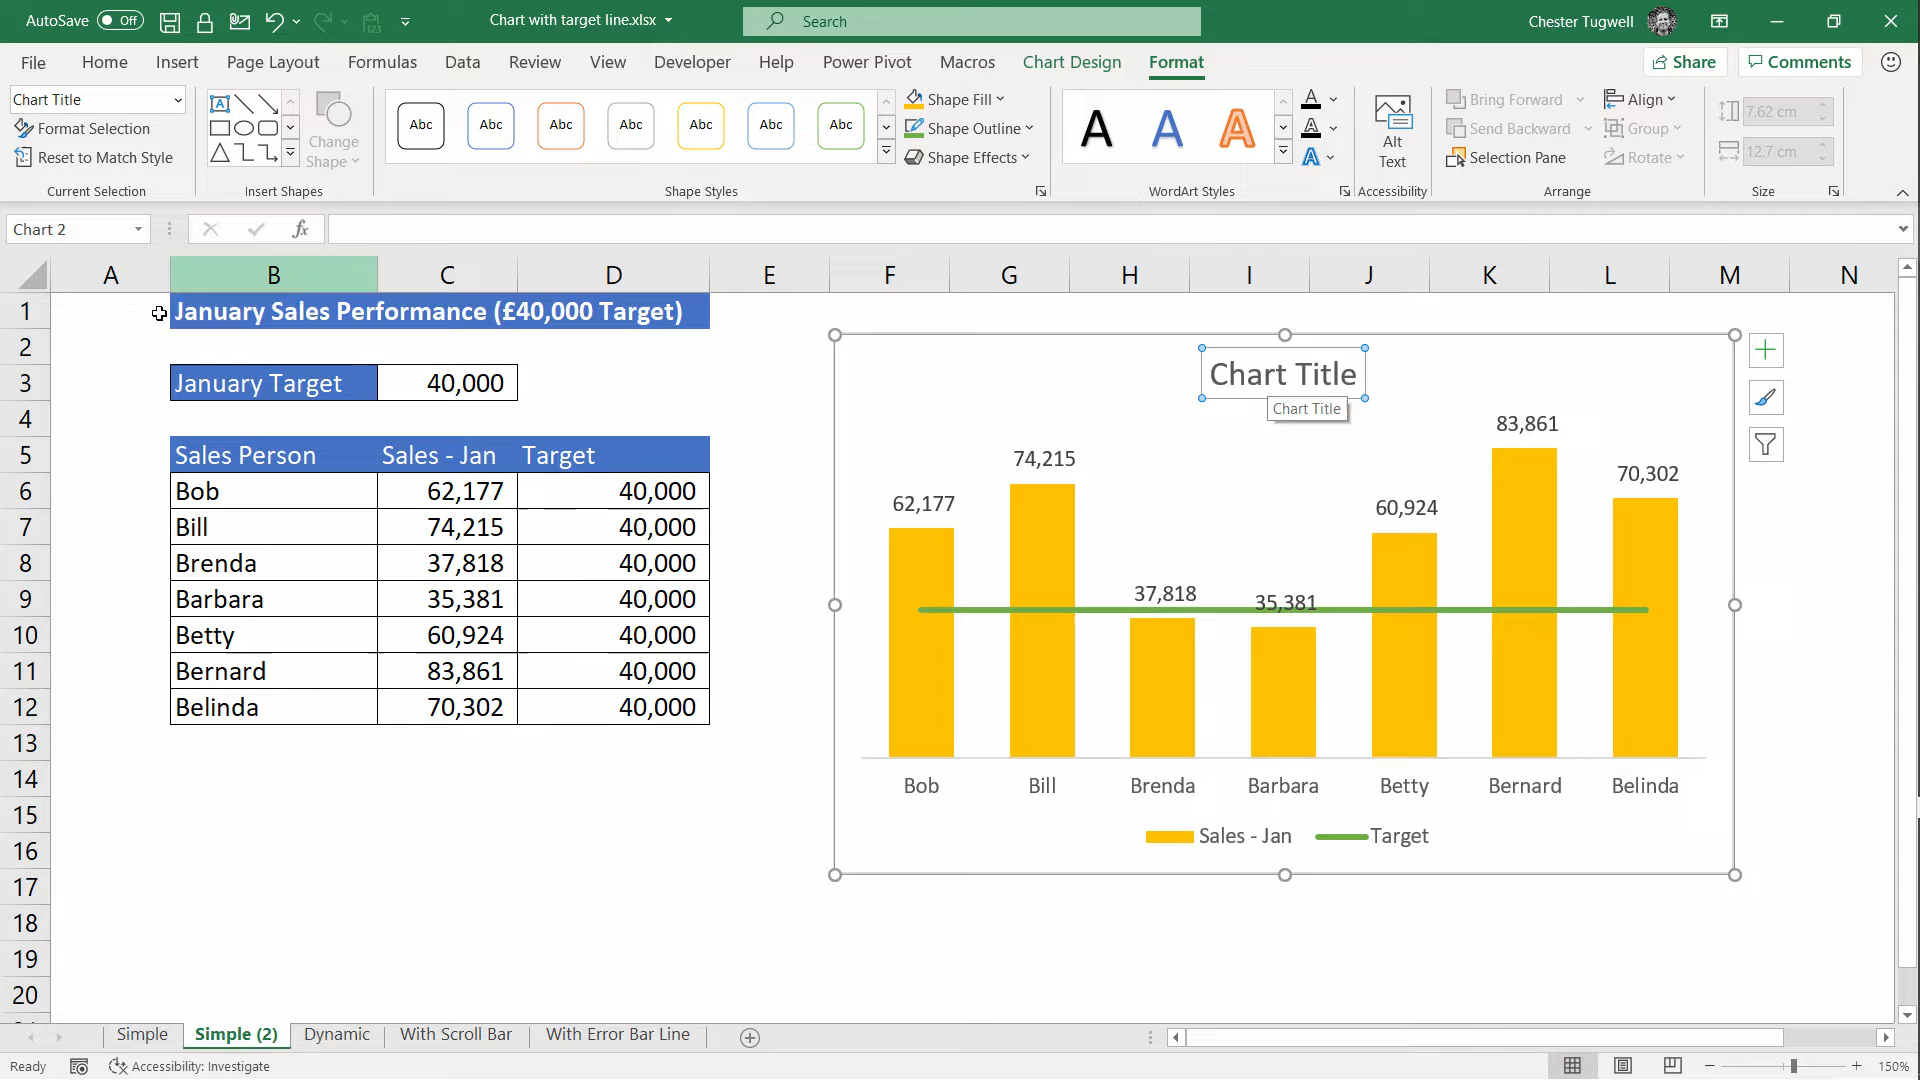 AutoSave Off Chart with target line.xlsx Search Chester Tugwell
File Home Insert Page Layout Formulas Data Review View Developer Help Power Pivot Macros Chart Design Format Share Comments
Chart Title
Format Selection
Reset to Match Style
Current Selection
Change Shape
Insert Shapes
Abc Abc Abc Abc Abc Abc Abc
Shape Fill
Shape Outline
Shape Effects
Shape Styles
A A A
A
A
A
WordArt Styles
Alt Text
Accessibility
Bring Forward
Send Backward
Selection Pane
Align
Group
Rotate
Arrange
7.62 cm
12.7 cm
Size
Chart 2 fx
A B C D E F G H I J K L M N
1 January Sales Performance (£40,000 Target)
2
3 January Target 40,000
4
5 Sales Person Sales - Jan Target
6 Bob 62,177 40,000
7 Bill 74,215 40,000
8 Brenda 37,818 40,000
9 Barbara 35,381 40,000
10 Betty 60,924 40,000
11 Bernard 83,861 40,000
12 Belinda 70,302 40,000
13
14
15
16
17
18
19
20
Chart Title
Chart Title
62,177 74,215 37,818 35,381 60,924 83,861 70,302
Bob Bill Brenda Barbara Betty Bernard Belinda
Sales - Jan Target
Simple Simple (2) Dynamic With Scroll Bar With Error Bar Line
Ready Accessibility: Investigate 150%